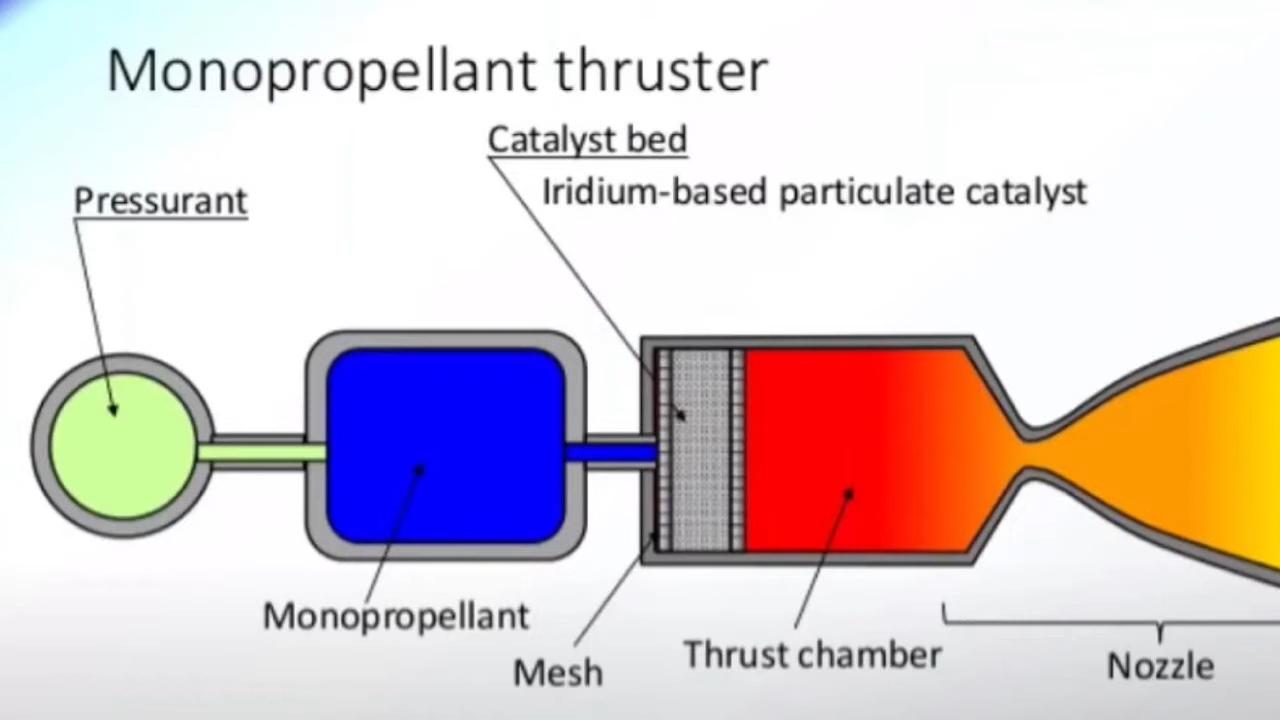 Monopropellant thruster
Catalyst bed
Iridium-based particulate catalyst
Pressurant
Monopropellant
Mesh
Thrust chamber
Nozzle